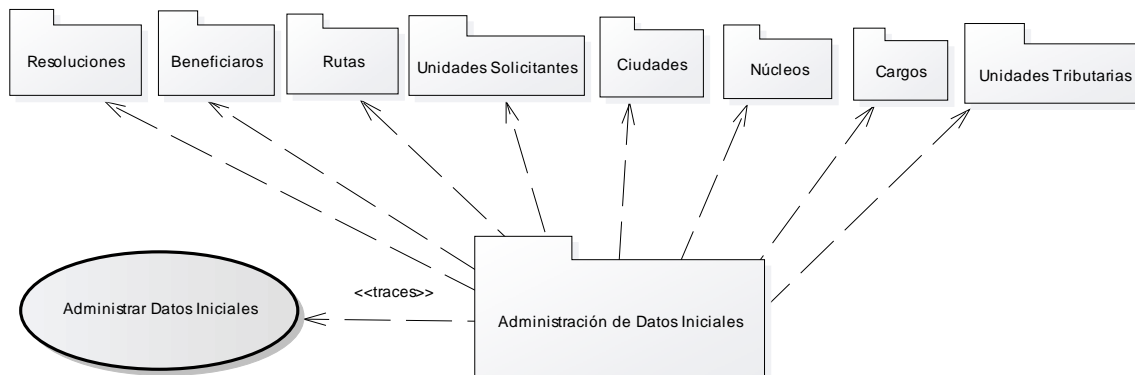 Resoluciones
Beneficiaros
Rutas
Unidades Solicitantes
Ciudades
Núcleos
Cargos
Unidades Tributarias
Administrar Datos Iniciales
<<traces>>
Administración de Datos Iniciales